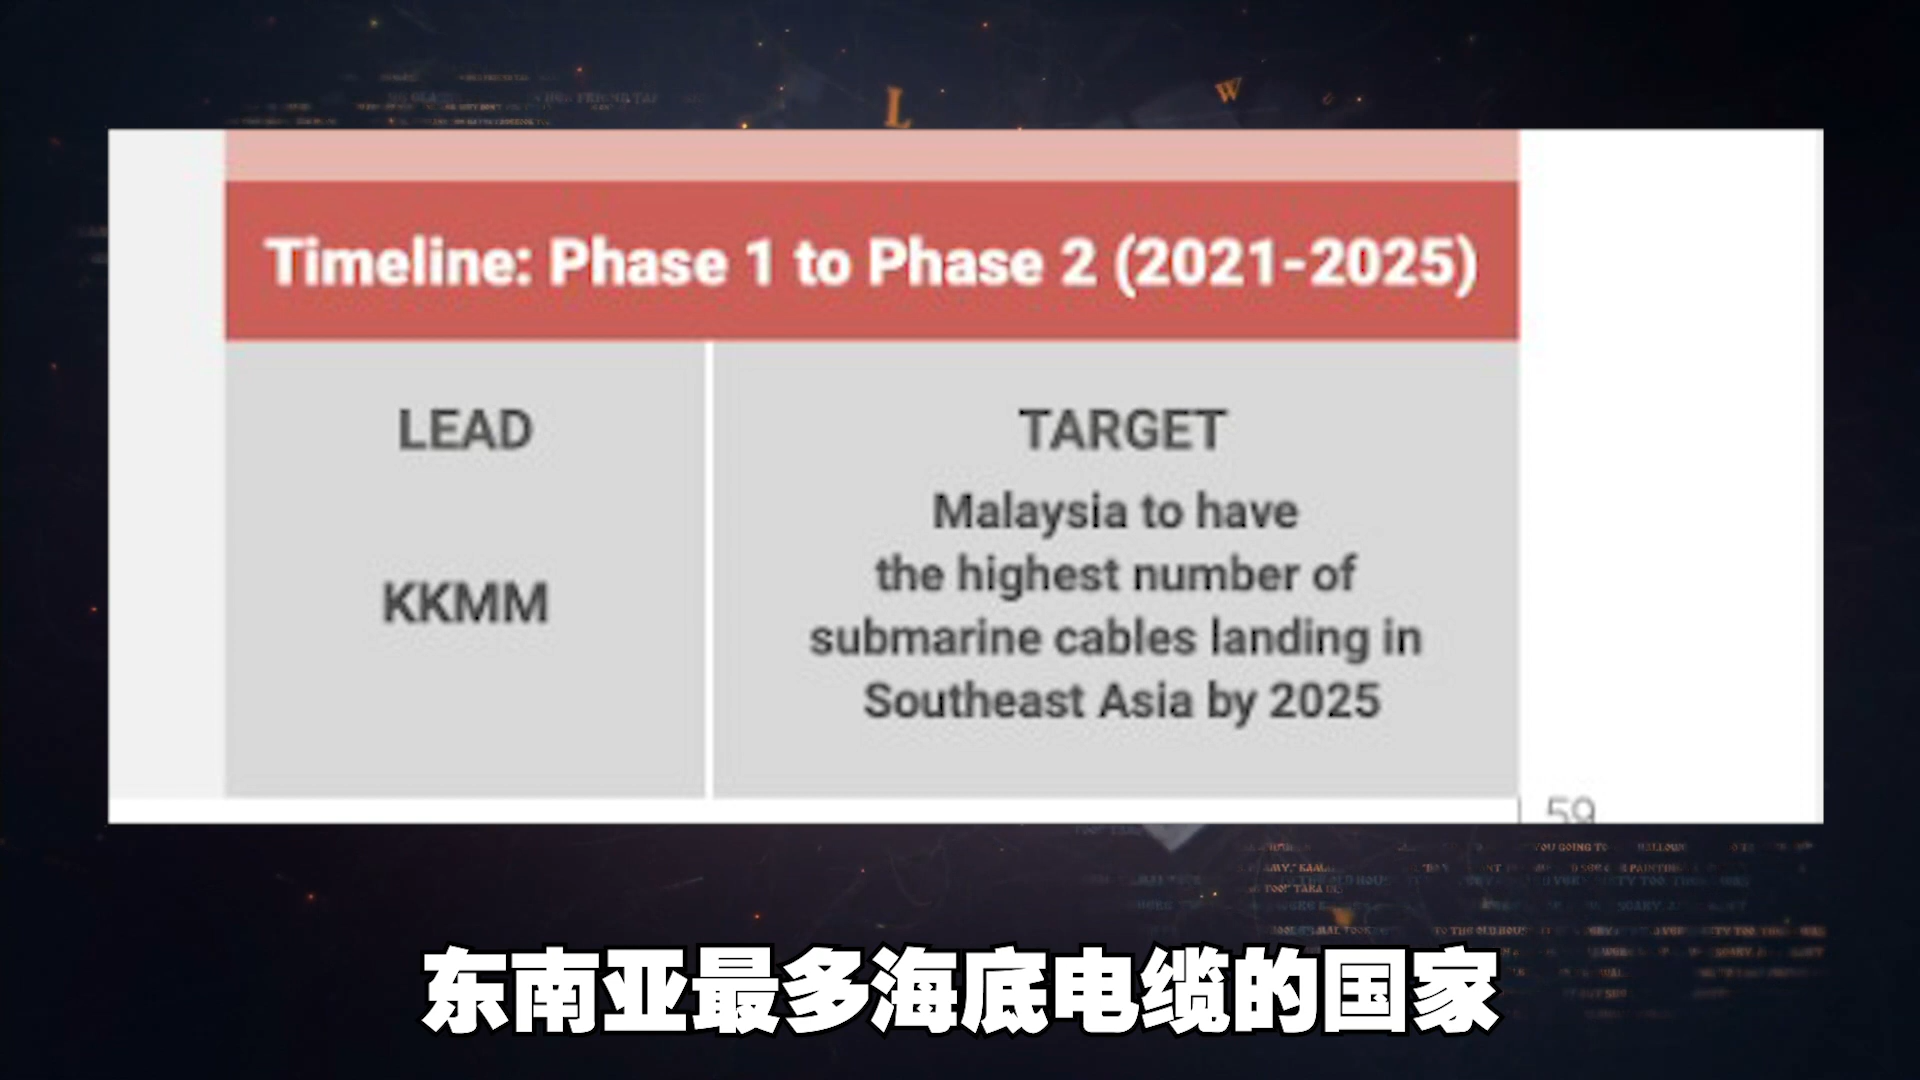 L
W
Timeline: Phase 1 to Phase 2 (2021-2025)
LEAD
KKMM
TARGET
Malaysia to have
the highest number of
submarine cables landing in
Southeast Asia by 2025
59
东南亚最多海底电缆的国家